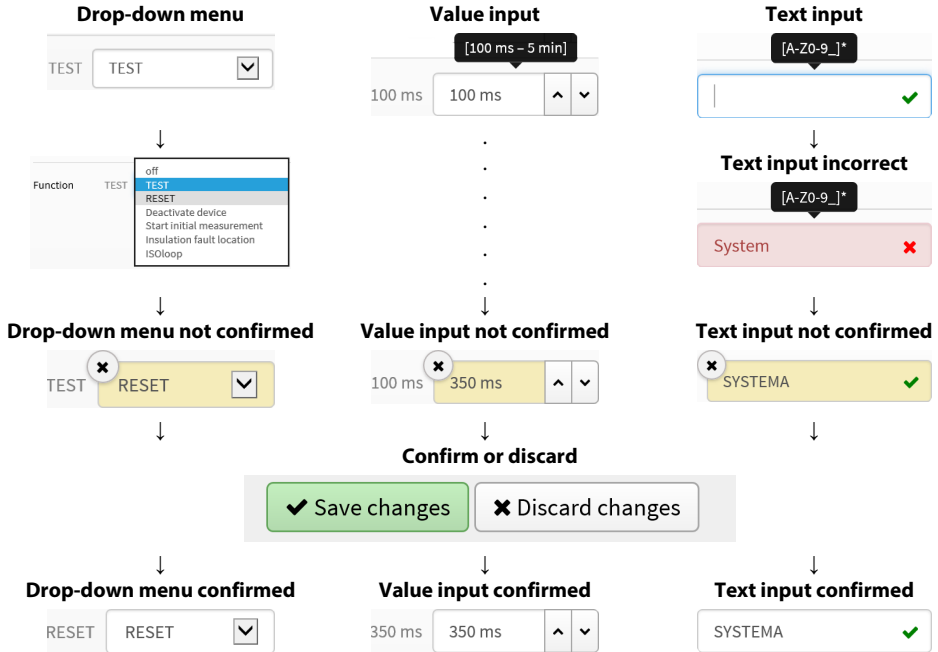 Drop-down menu
Value input
Text input
TEST TEST
[100 ms – 5 min]
100 ms 100 ms
[A-Z0-9_]*
↓
↓
Text input incorrect
Function TEST
off
TEST
RESET
Deactivate device
Start initial measurement
Insulation fault location
ISOloop
[A-Z0-9_]*
System
↓ ↓ ↓
Drop-down menu not confirmed
Value input not confirmed
Text input not confirmed
TEST RESET
100 ms 350 ms
SYSTEMA
↓ ↓ ↓
Confirm or discard
Save changes
Discard changes
↓ ↓ ↓
Drop-down menu confirmed
Value input confirmed
Text input confirmed
RESET RESET
350 ms 350 ms
SYSTEMA